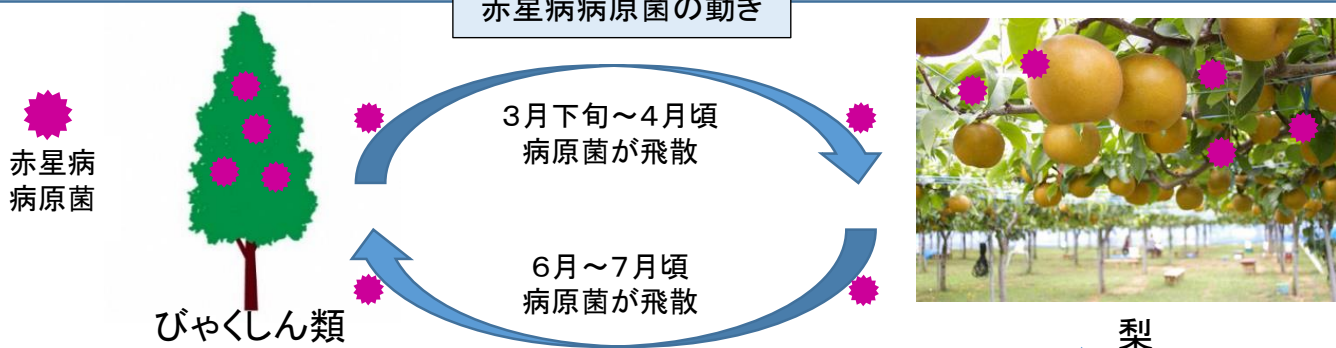 赤星病病原菌の動き
赤星病
病原菌
3月下旬～4月頃
病原菌が飛散
6月～7月頃
病原菌が飛散
びゃくしん類
梨